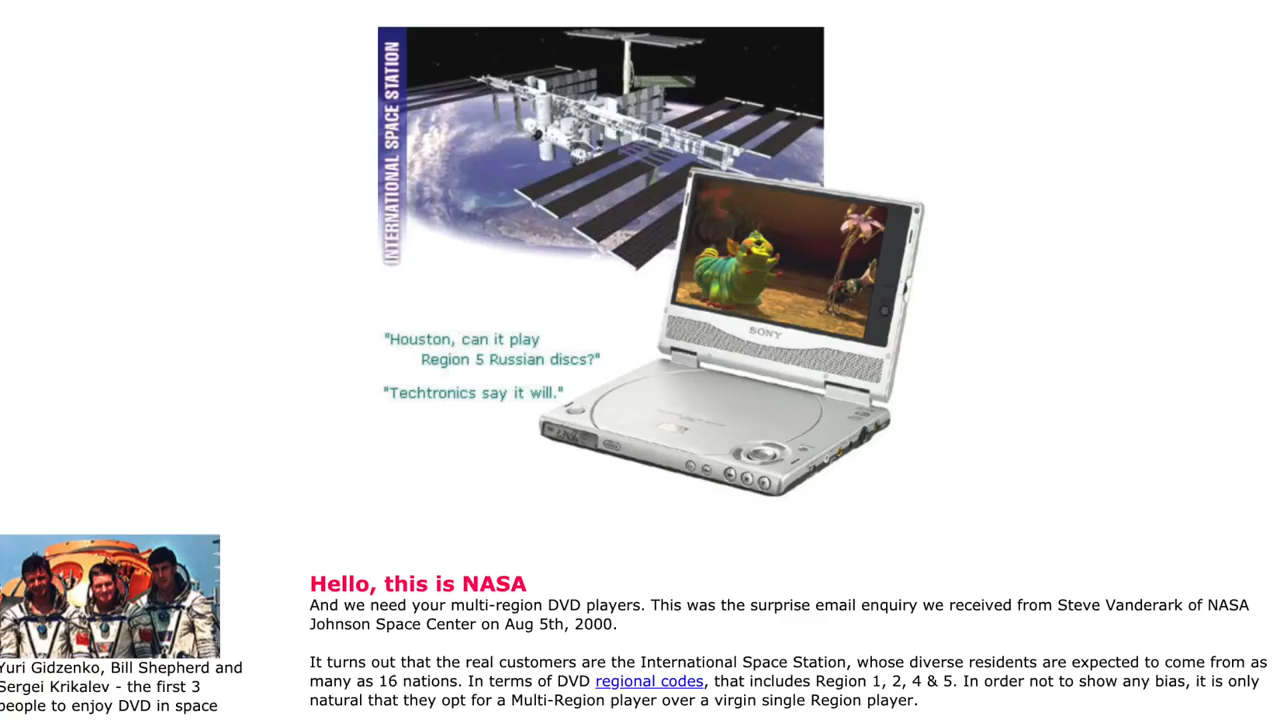 INTERNATIONAL SPACE STATION
"Houston, can it play
Region 5 Russian discs?"
"Techtronics say it will."
SONY
Hello, this is NASA
And we need your multi-region DVD players. This was the surprise email enquiry we received from Steve Vanderark of NASA
Johnson Space Center on Aug 5th, 2000.
It turns out that the real customers are the International Space Station, whose diverse residents are expected to come from as
many as 16 nations. In terms of DVD regional codes, that includes Region 1, 2, 4 & 5. In order not to show any bias, it is only
natural that they opt for a Multi-Region player over a virgin single Region player.
Yuri Gidzenko, Bill Shepherd and
Sergei Krikalev - the first 3
people to enjoy DVD in space